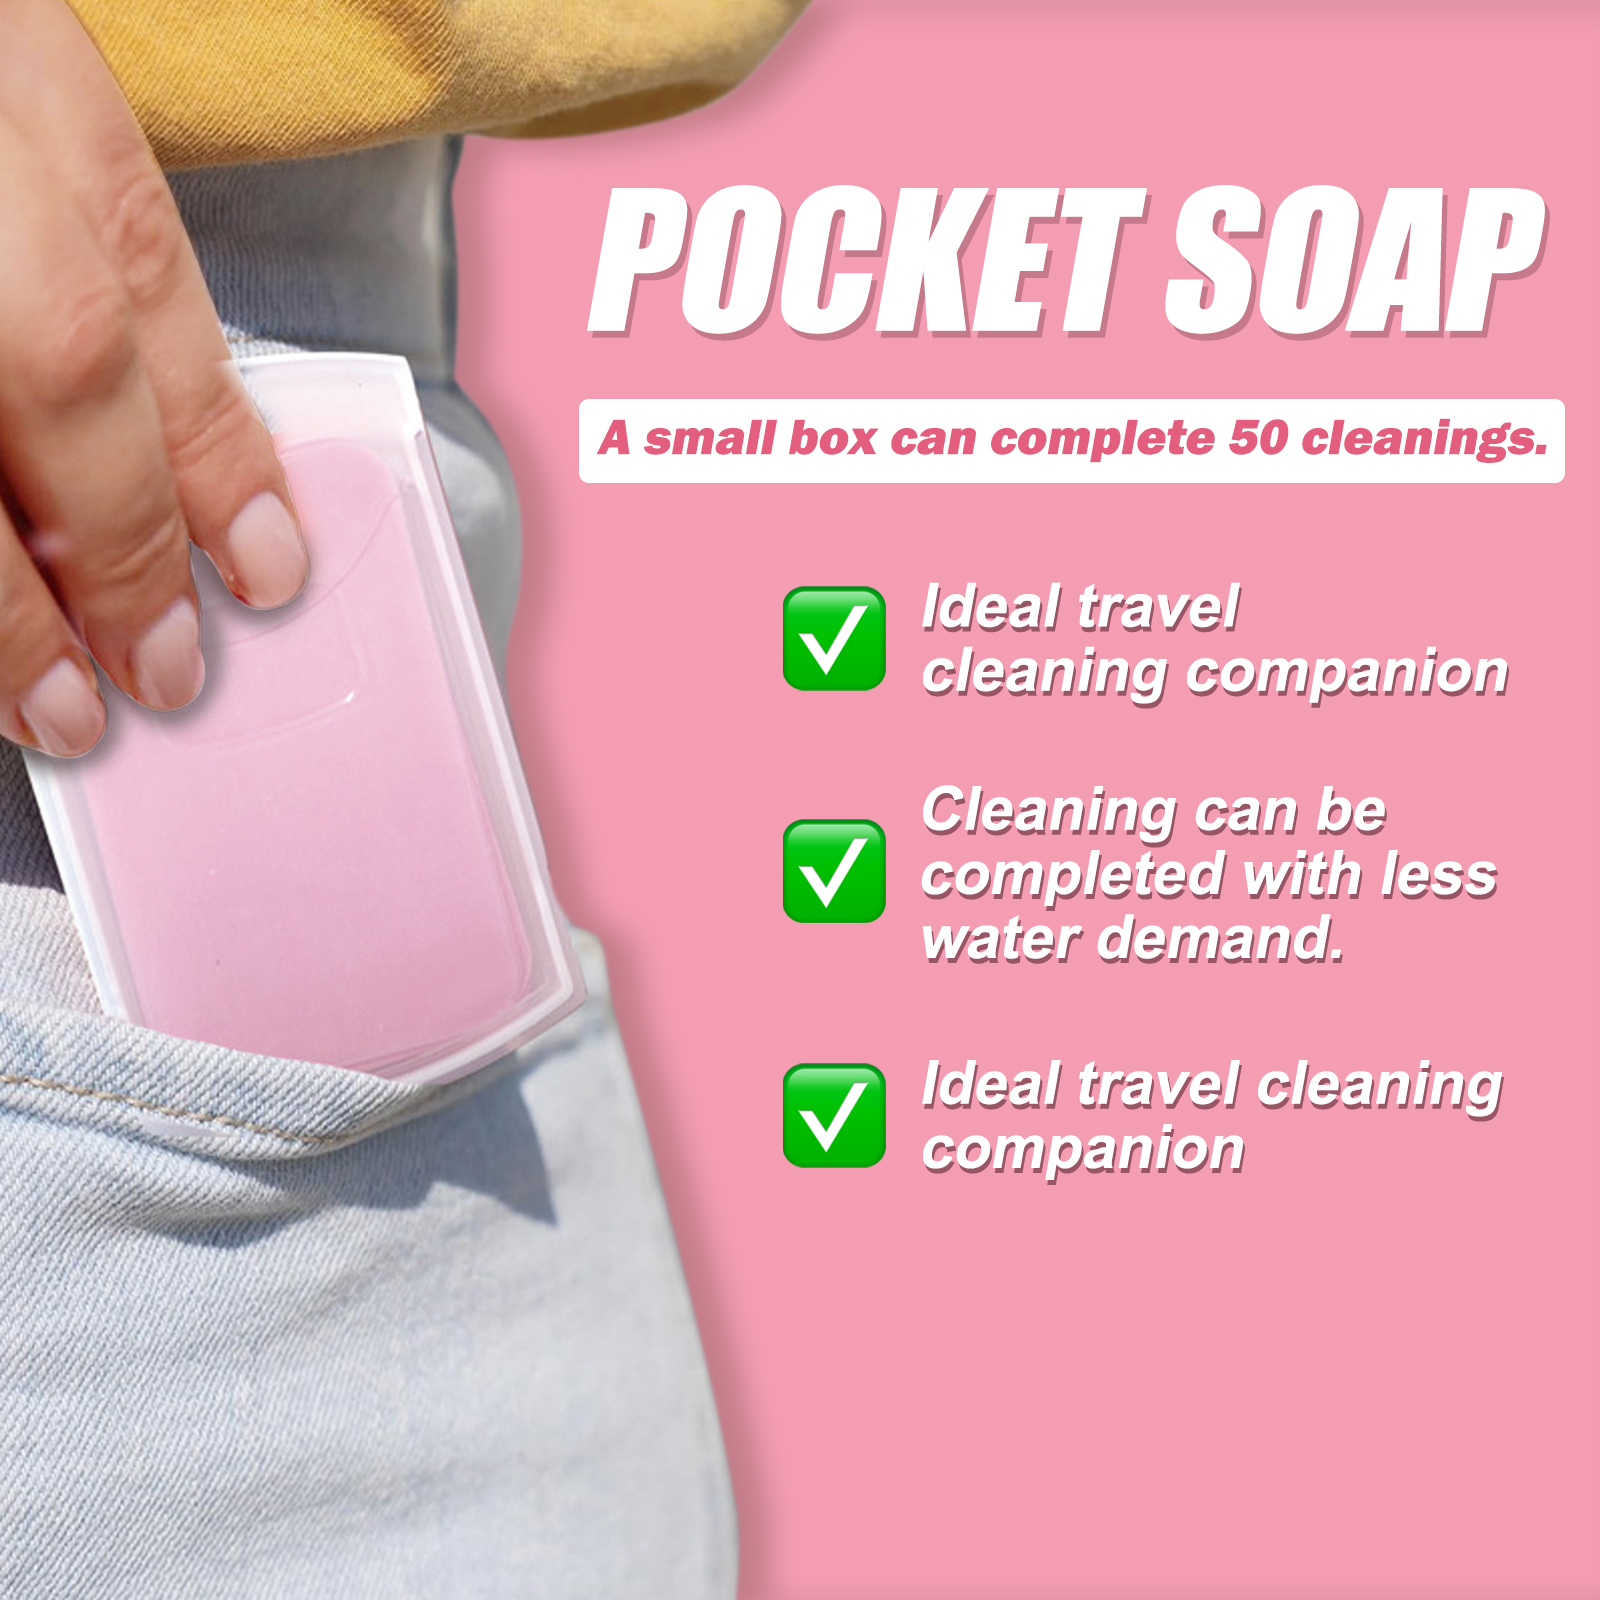 POCKET SOAP
A small box can complete 50 cleanings.
Ideal travel
cleaning companion
Cleaning can be
completed with less
water demand.
Ideal travel cleaning
companion